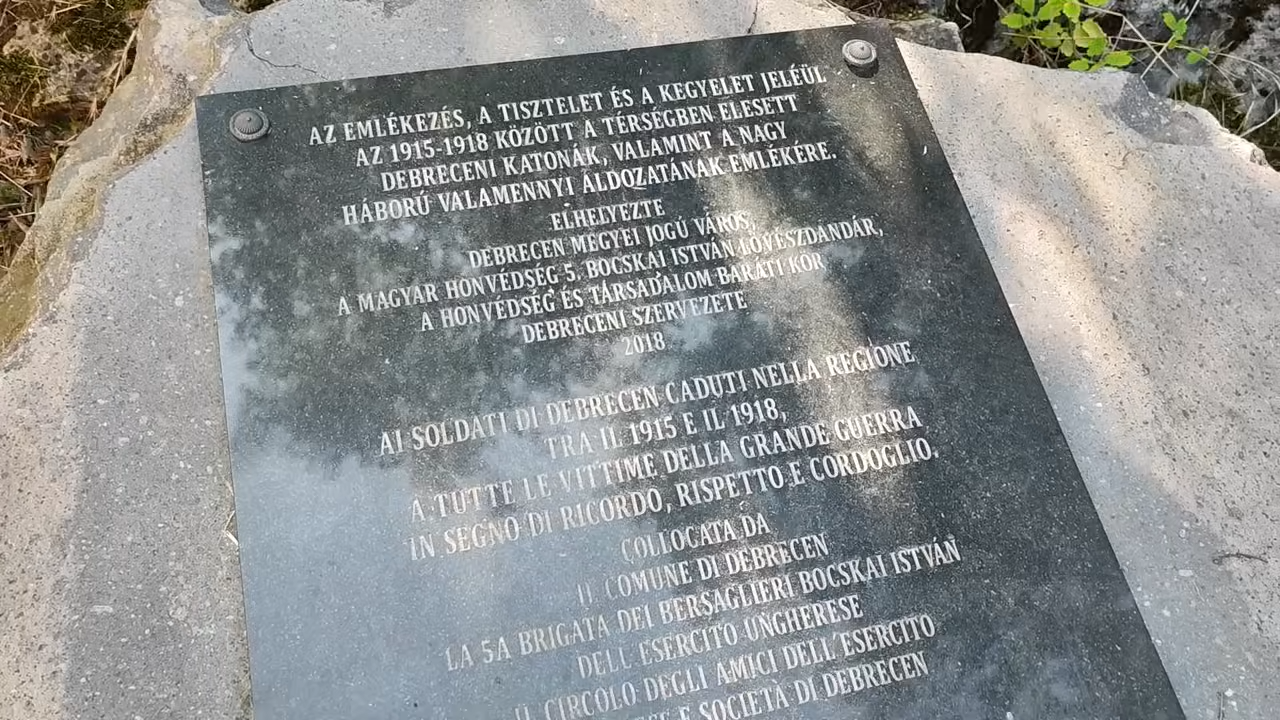 AZ EMLÉKEZÉS, A TISZTELET ÉS A KEGYELET JELÉÜL
AZ 1915-1918 KÖZÖTT A TÉRSÉGBEN ELESETT
DEBRECENI KATONÁK, VALAMINT A NAGY
HÁBORÚ VALAMENNYI ÁLDOZATÁNAK EMLÉKÉRE.
ELHELYEZTE
DEBRECEN MEGYEI JOGÚ VÁROS,
A MAGYAR HONVÉDSÉG 5. BOCSKAI ISTVÁN LÖVÉSZDANDÁR,
A HONVÉDSÉG ÉS TÁRSADALOM BARÁTI KÖR
DEBRECENI SZERVEZETE
2018
AI SOLDATI DI DEBRECEN CADUTI NELLA REGIONE
TRA IL 1915 E IL 1918,
A TUTTE LE VITTIME DELLA GRANDE GUERRA
IN SEGNO DI RICORDO, RISPETTO E CORDOGLIO.
COLLOCATA DA
IL COMUNE DI DEBRECEN
LA 5A BRIGATA DEI BERSAGLIERI BOCSKAI ISTVÁN
DELL'ESERCITO UNGHERESE
IL CIRCOLO DEGLI AMICI DELL'ESERCITO
E SOCIETÀ DI DEBRECEN